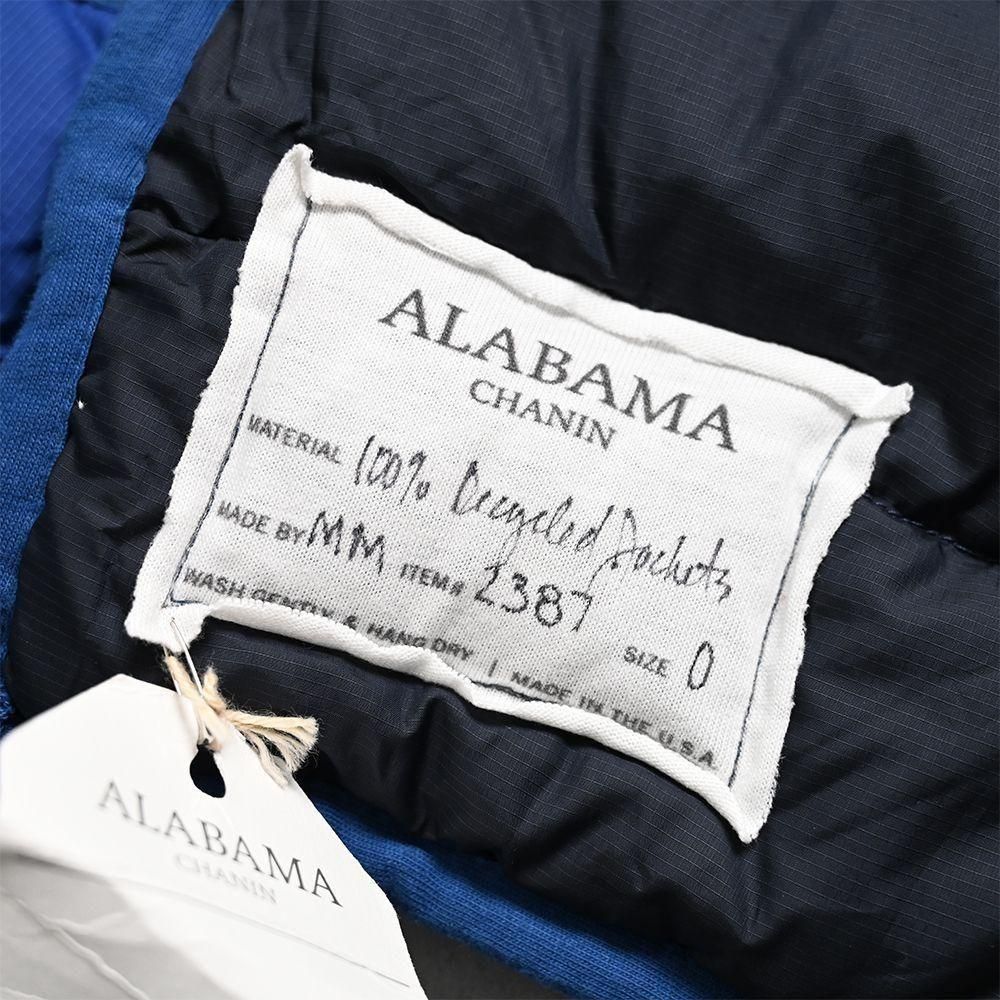 ALABAMA
CHANIN
MATERIAL 100% Recycled Jackets
MADE BY MM ITEM# 2387
SIZE 0
WASH GENTLY & HANG DRY | MADE IN THE U.S.A
ALABAMA
CHANIN